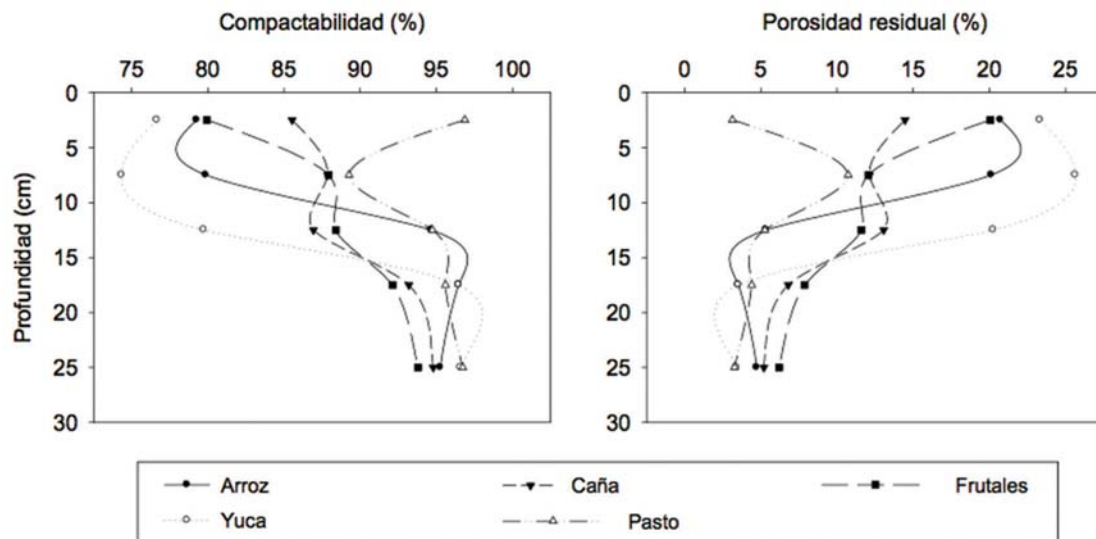 Compactabilidad (%)
75 80 85 90 95 100
Porosidad residual (%)
0 5 10 15 20 25
Profundidad (cm)
0
5
10
15
20
25
30
0
5
10
15
20
25
30
Arroz Caña Frutales
Yuca Pasto